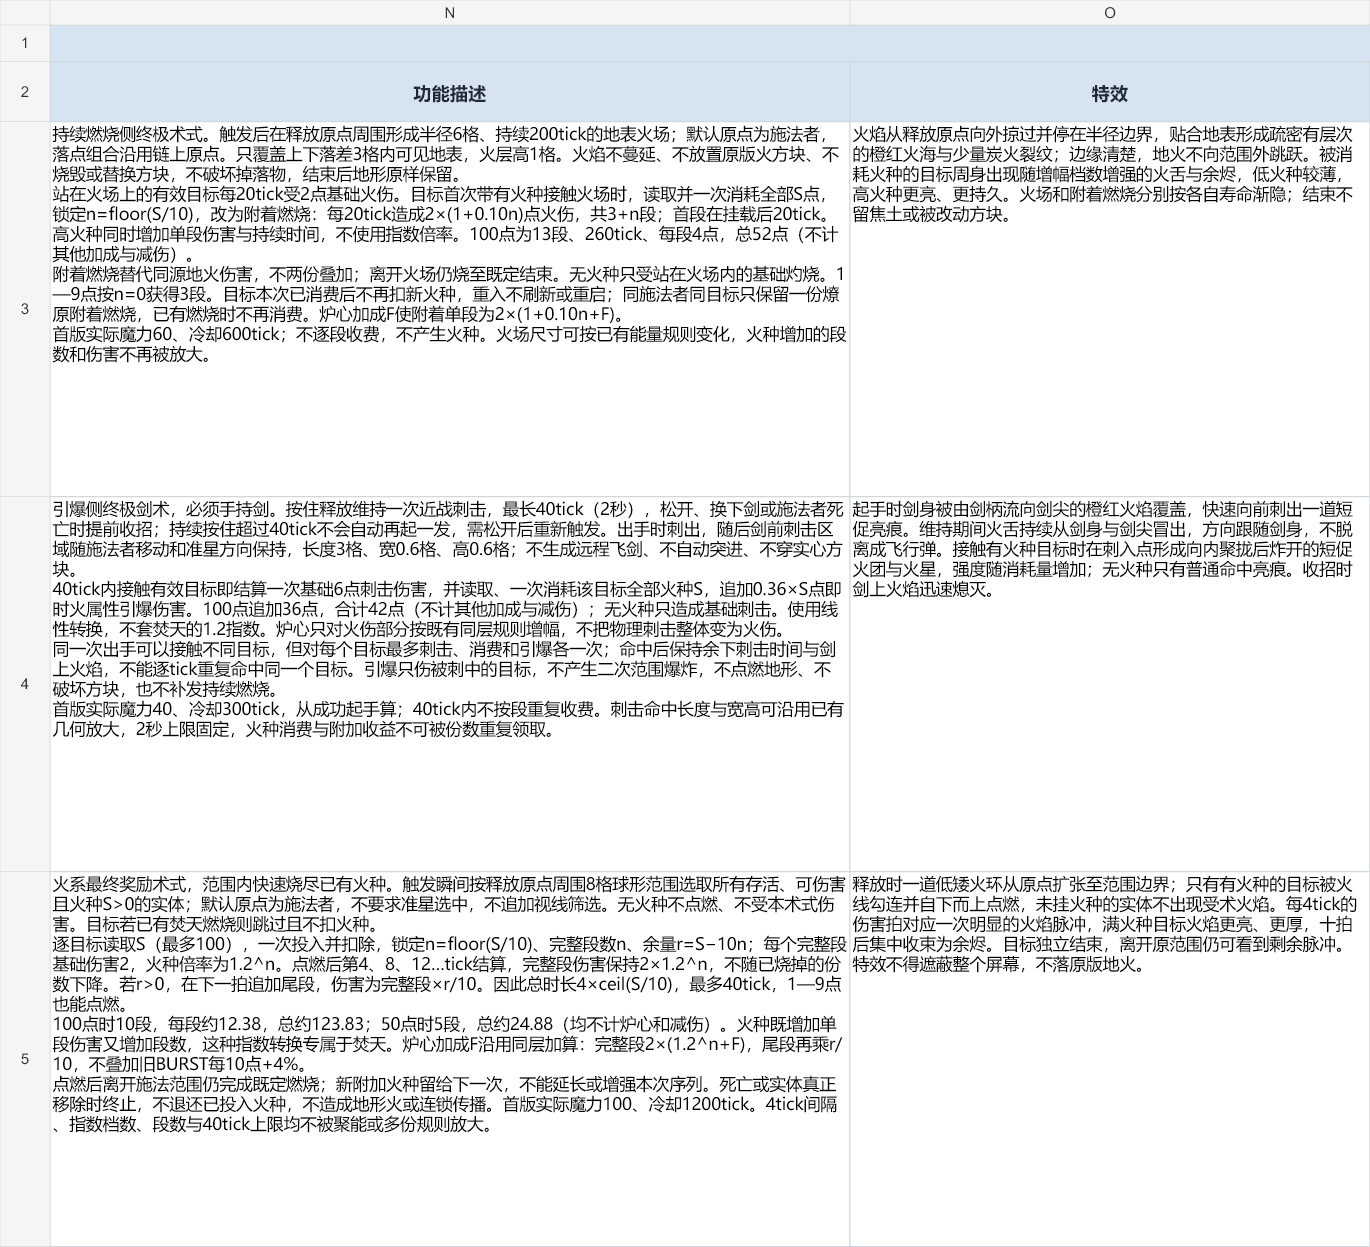 N
O
1
2
功能描述
特效
3
持续燃烧侧终极术式。触发后在释放原点周围形成半径6格、持续200tick的地表火场；默认原点为施法者，
落点组合沿用链上原点。只覆盖上下落差3格内可见地表，火层高1格。火焰不蔓延、不放置原版火方块、不
烧毁或替换方块，不破坏掉落物，结束后地形原样保留。
站在火场上的有效目标每20tick受2点基础火伤。目标首次带有火种接触火场时，读取并一次消耗全部S点，
锁定n=floor(S/10)，改为附着燃烧：每20tick造成2×(1+0.10n)点火伤，共3+n段；首段在挂载后20tick。
高火种同时增加单段伤害与持续时间，不使用指数倍率。100点为13段、260tick、每段4点，总52点（不计
其他加成与减伤）。
附着燃烧替代同源地火伤害，不两份叠加；离开火场仍烧至既定结束。无火种只受站在火场内的基础灼烧。1
—9点按n=0获得3段。目标本次已消费后不再扣新火种，重入不刷新或重启；同施法者同目标只保留一份燎
原附着燃烧，已有燃烧时不再消费。炉心加成F使附着单段为2×(1+0.10n+F)。
首版实际魔力60、冷却600tick；不逐段收费，不产生火种。火场尺寸可按已有能量规则变化，火种增加的段
数和伤害不再被放大。
火焰从释放原点向外掠过并停在半径边界，贴合地表形成疏密有层次
的橙红火海与少量炭火裂纹；边缘清楚，地火不向范围外跳跃。被消
耗火种的目标周身出现随增幅档数增强的火舌与余烬，低火种较薄，
高火种更亮、更持久。火场和附着燃烧分别按各自寿命渐隐；结束不
留焦土或被改动方块。
4
引爆侧终极剑术，必须手持剑。按住释放维持一次近战刺击，最长40tick（2秒），松开、换下剑或施法者死
亡时提前收招；持续按住超过40tick不会自动再起一发，需松开后重新触发。出手时刺出，随后剑前刺击区
域随施法者移动和准星方向保持，长度3格、宽0.6格、高0.6格；不生成远程飞剑、不自动突进、不穿实心方
块。
40tick内接触有效目标即结算一次基础6点刺击伤害，并读取、一次消耗该目标全部火种S，追加0.36×S点即
时火属性引爆伤害。100点追加36点，合计42点（不计其他加成与减伤）；无火种只造成基础刺击。使用线
性转换，不套焚天的1.2指数。炉心只对火伤部分按既有同层规则增幅，不把物理刺击整体变为火伤。
同一次出手可以接触不同目标，但对每个目标最多刺击、消费和引爆各一次；命中后保持余下刺击时间与剑
上火焰，不能逐tick重复命中同一个目标。引爆只伤被刺中的目标，不产生二次范围爆炸，不点燃地形、不
破坏方块，也不补发持续燃烧。
首版实际魔力40、冷却300tick，从成功起手算；40tick内不按段重复收费。刺击命中长度与宽高可沿用已有
几何放大，2秒上限固定，火种消费与附加收益不可被份数重复领取。
起手时剑身被由剑柄流向剑尖的橙红火焰覆盖，快速向前刺出一道短
促亮痕。维持期间火舌持续从剑身与剑尖冒出，方向跟随剑身，不脱
离成飞行弹。接触有火种目标时在刺入点形成向内聚拢后炸开的短促
火团与火星，强度随消耗量增加；无火种只有普通命中亮痕。收招时
剑上火焰迅速熄灭。
5
火系最终奖励术式，范围内快速烧尽已有火种。触发瞬间按释放原点周围8格球形范围选取所有存活、可伤害
且火种S>0的实体；默认原点为施法者，不要求准星选中，不追加视线筛选。无火种不点燃、不受本术式伤
害。目标若已有焚天燃烧则跳过且不扣火种。
逐目标读取S（最多100），一次投入并扣除，锁定n=floor(S/10)、完整段数n、余量r=S−10n；每个完整段
基础伤害2，火种倍率为1.2^n。点燃后第4、8、12…tick结算，完整段伤害保持2×1.2^n，不随已烧掉的份
数下降。若r>0，在下一拍追加尾段，伤害为完整段×r/10。因此总时长4×ceil(S/10)，最多40tick，1—9点
也能点燃。
100点时10段，每段约12.38，总约123.83；50点时5段，总约24.88（均不计炉心和减伤）。火种既增加单
段伤害又增加段数，这种指数转换专属于焚天。炉心加成F沿用同层加算：完整段2×(1.2^n+F)，尾段再乘r/
10，不叠加旧BURST每10点+4%。
点燃后离开施法范围仍完成既定燃烧；新附加火种留给下一次，不能延长或增强本次序列。死亡或实体真正
移除时终止，不退还已投入火种，不造成地形火或连锁传播。首版实际魔力100、冷却1200tick。4tick间隔
、指数档数、段数与40tick上限均不被聚能或多份规则放大。
释放时一道低矮火环从原点扩张至范围边界；只有有火种的目标被火
线勾连并自下而上点燃，未挂火种的实体不出现受术火焰。每4tick的
伤害拍对应一次明显的火焰脉冲，满火种目标火焰更亮、更厚，十拍
后集中收束为余烬。目标独立结束，离开原范围仍可看到剩余脉冲。
特效不得遮蔽整个屏幕，不落原版地火。